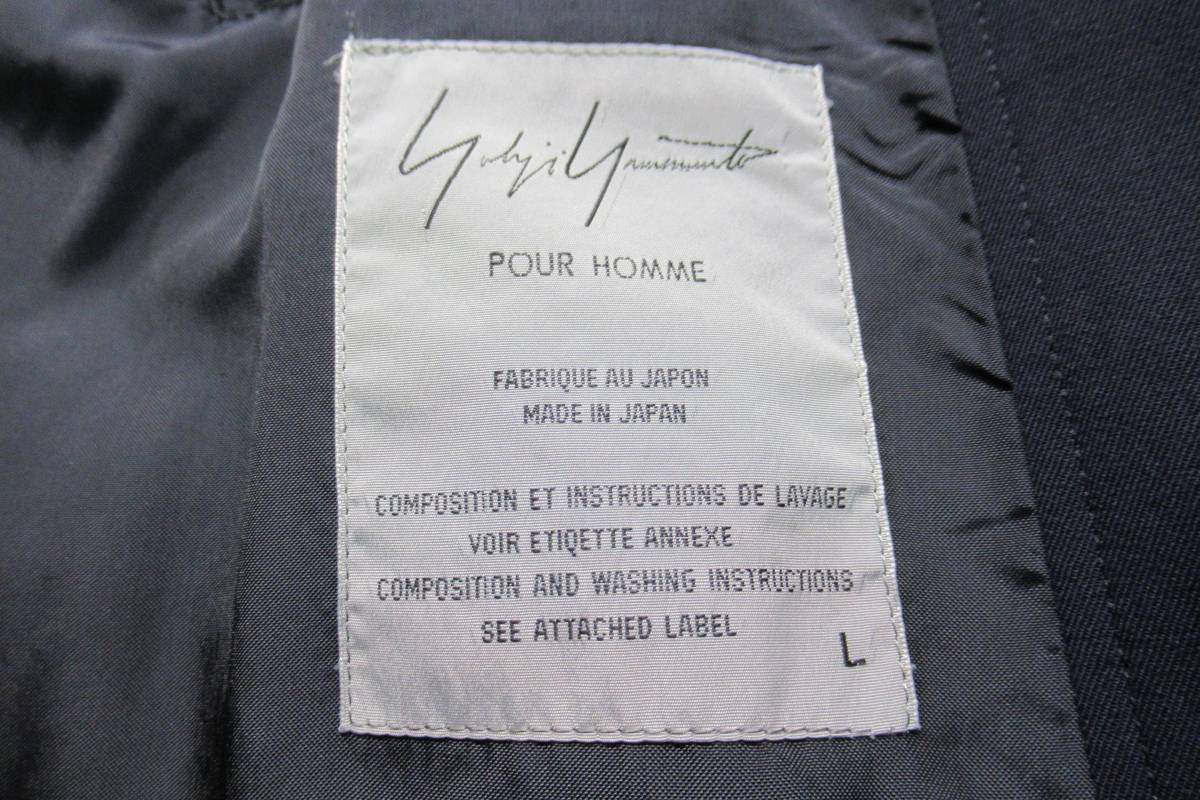 Yohji Yamamoto
POUR HOMME
FABRIQUE AU JAPON
MADE IN JAPAN
COMPOSITION ET INSTRUCTIONS DE LAVAGE
VOIR ETIQETTE ANNEXE
COMPOSITION AND WASHING INSTRUCTIONS
SEE ATTACHED LABEL
L